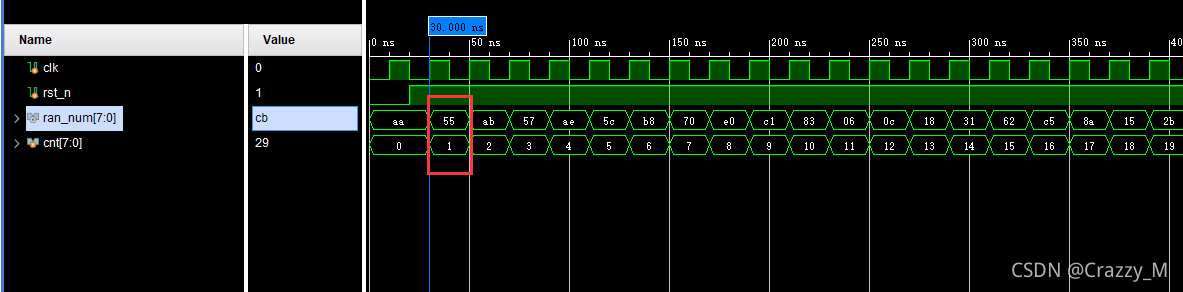 30.000 ns
Name Value 0 ns 50 ns 100 ns 150 ns 200 ns 250 ns 300 ns 350 ns 40
clk 0
rst_n 1
ran_num[7:0] cb aa 55 ab 57 ae 5c b8 70 e0 c1 83 06 0c 18 31 62 c5 8a 15 2b
cnt[7:0] 29 0 1 2 3 4 5 6 7 8 9 10 11 12 13 14 15 16 17 18 19
CSDN @Crazzy_M